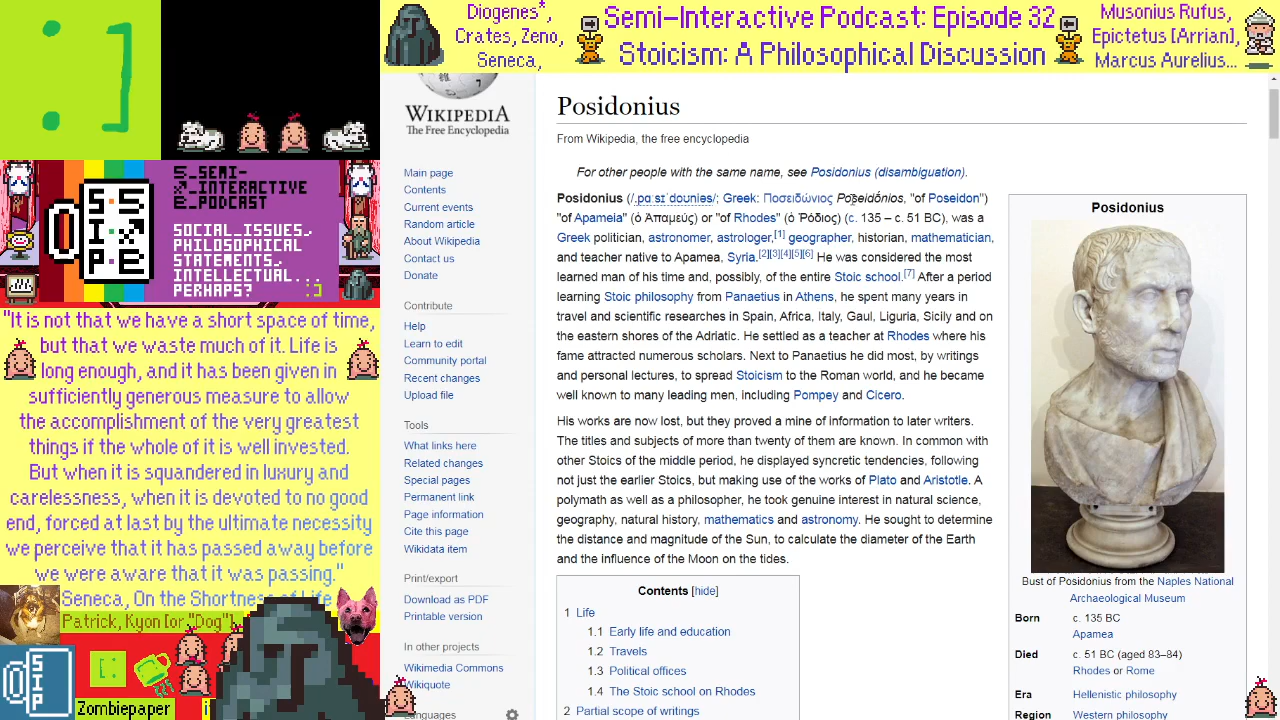 Diogenes*,
Crates, Zeno,
Seneca,
Semi-Interactive Podcast: Episode 32
Stoicism: A Philosophical Discussion
Musonius Rufus,
Epictetus [Arrian],
Marcus Aurelius...
:]
S_SEMI-
_INTERACTIVE
_PODCAST
SOCIAL_ISSUES,
PHILOSOPHICAL
STATEMENTS,
INTELLECTUAL...
PERHAPS? :]
"It is not that we have a short space of time,
but that we waste much of it. Life is
long enough, and it has been given in
sufficiently generous measure to allow
the accomplishment of the very greatest
things if the whole of it is well invested.
But when it is squandered in luxury and
carelessness, when it is devoted to no good
end, forced at last by the ultimate necessity
we perceive that it has passed away before
we were aware that it was passing."
Seneca, On the Shortness of Life
Patrick, Kyon [or "Dog"],
SIP
Zombiepaper
WIKIPEDIA
The Free Encyclopedia
Main page
Contents
Current events
Random article
About Wikipedia
Contact us
Donate
Contribute
Help
Learn to edit
Community portal
Recent changes
Upload file
Tools
What links here
Related changes
Special pages
Permanent link
Page information
Cite this page
Wikidata item
Print/export
Download as PDF
Printable version
In other projects
Wikimedia Commons
Wikiquote
Languages
Posidonius
From Wikipedia, the free encyclopedia
For other people with the same name, see Posidonius (disambiguation).
Posidonius (/ˌpɑːsɪˈdoʊniəs/; Greek: Ποσειδώνιος Poseidṓnios, "of Poseidon")
"of Apameia" (ὁ Ἀπαμεύς) or "of Rhodes" (ὁ Ῥόδιος) (c. 135 – c. 51 BC), was a
Greek politician, astronomer, astrologer,[1] geographer, historian, mathematician,
and teacher native to Apamea, Syria.[2][3][4][5][6] He was considered the most
learned man of his time and, possibly, of the entire Stoic school.[7] After a period
learning Stoic philosophy from Panaetius in Athens, he spent many years in
travel and scientific researches in Spain, Africa, Italy, Gaul, Liguria, Sicily and on
the eastern shores of the Adriatic. He settled as a teacher at Rhodes where his
fame attracted numerous scholars. Next to Panaetius he did most, by writings
and personal lectures, to spread Stoicism to the Roman world, and he became
well known to many leading men, including Pompey and Cicero.
His works are now lost, but they proved a mine of information to later writers.
The titles and subjects of more than twenty of them are known. In common with
other Stoics of the middle period, he displayed syncretic tendencies, following
not just the earlier Stoics, but making use of the works of Plato and Aristotle. A
polymath as well as a philosopher, he took genuine interest in natural science,
geography, natural history, mathematics and astronomy. He sought to determine
the distance and magnitude of the Sun, to calculate the diameter of the Earth
and the influence of the Moon on the tides.
Contents [hide]
1 Life
1.1 Early life and education
1.2 Travels
1.3 Political offices
1.4 The Stoic school on Rhodes
2 Partial scope of writings
Posidonius
Bust of Posidonius from the Naples National
Archaeological Museum
Born c. 135 BC
Apamea
Died c. 51 BC (aged 83–84)
Rhodes or Rome
Era Hellenistic philosophy
Region Western philosophy